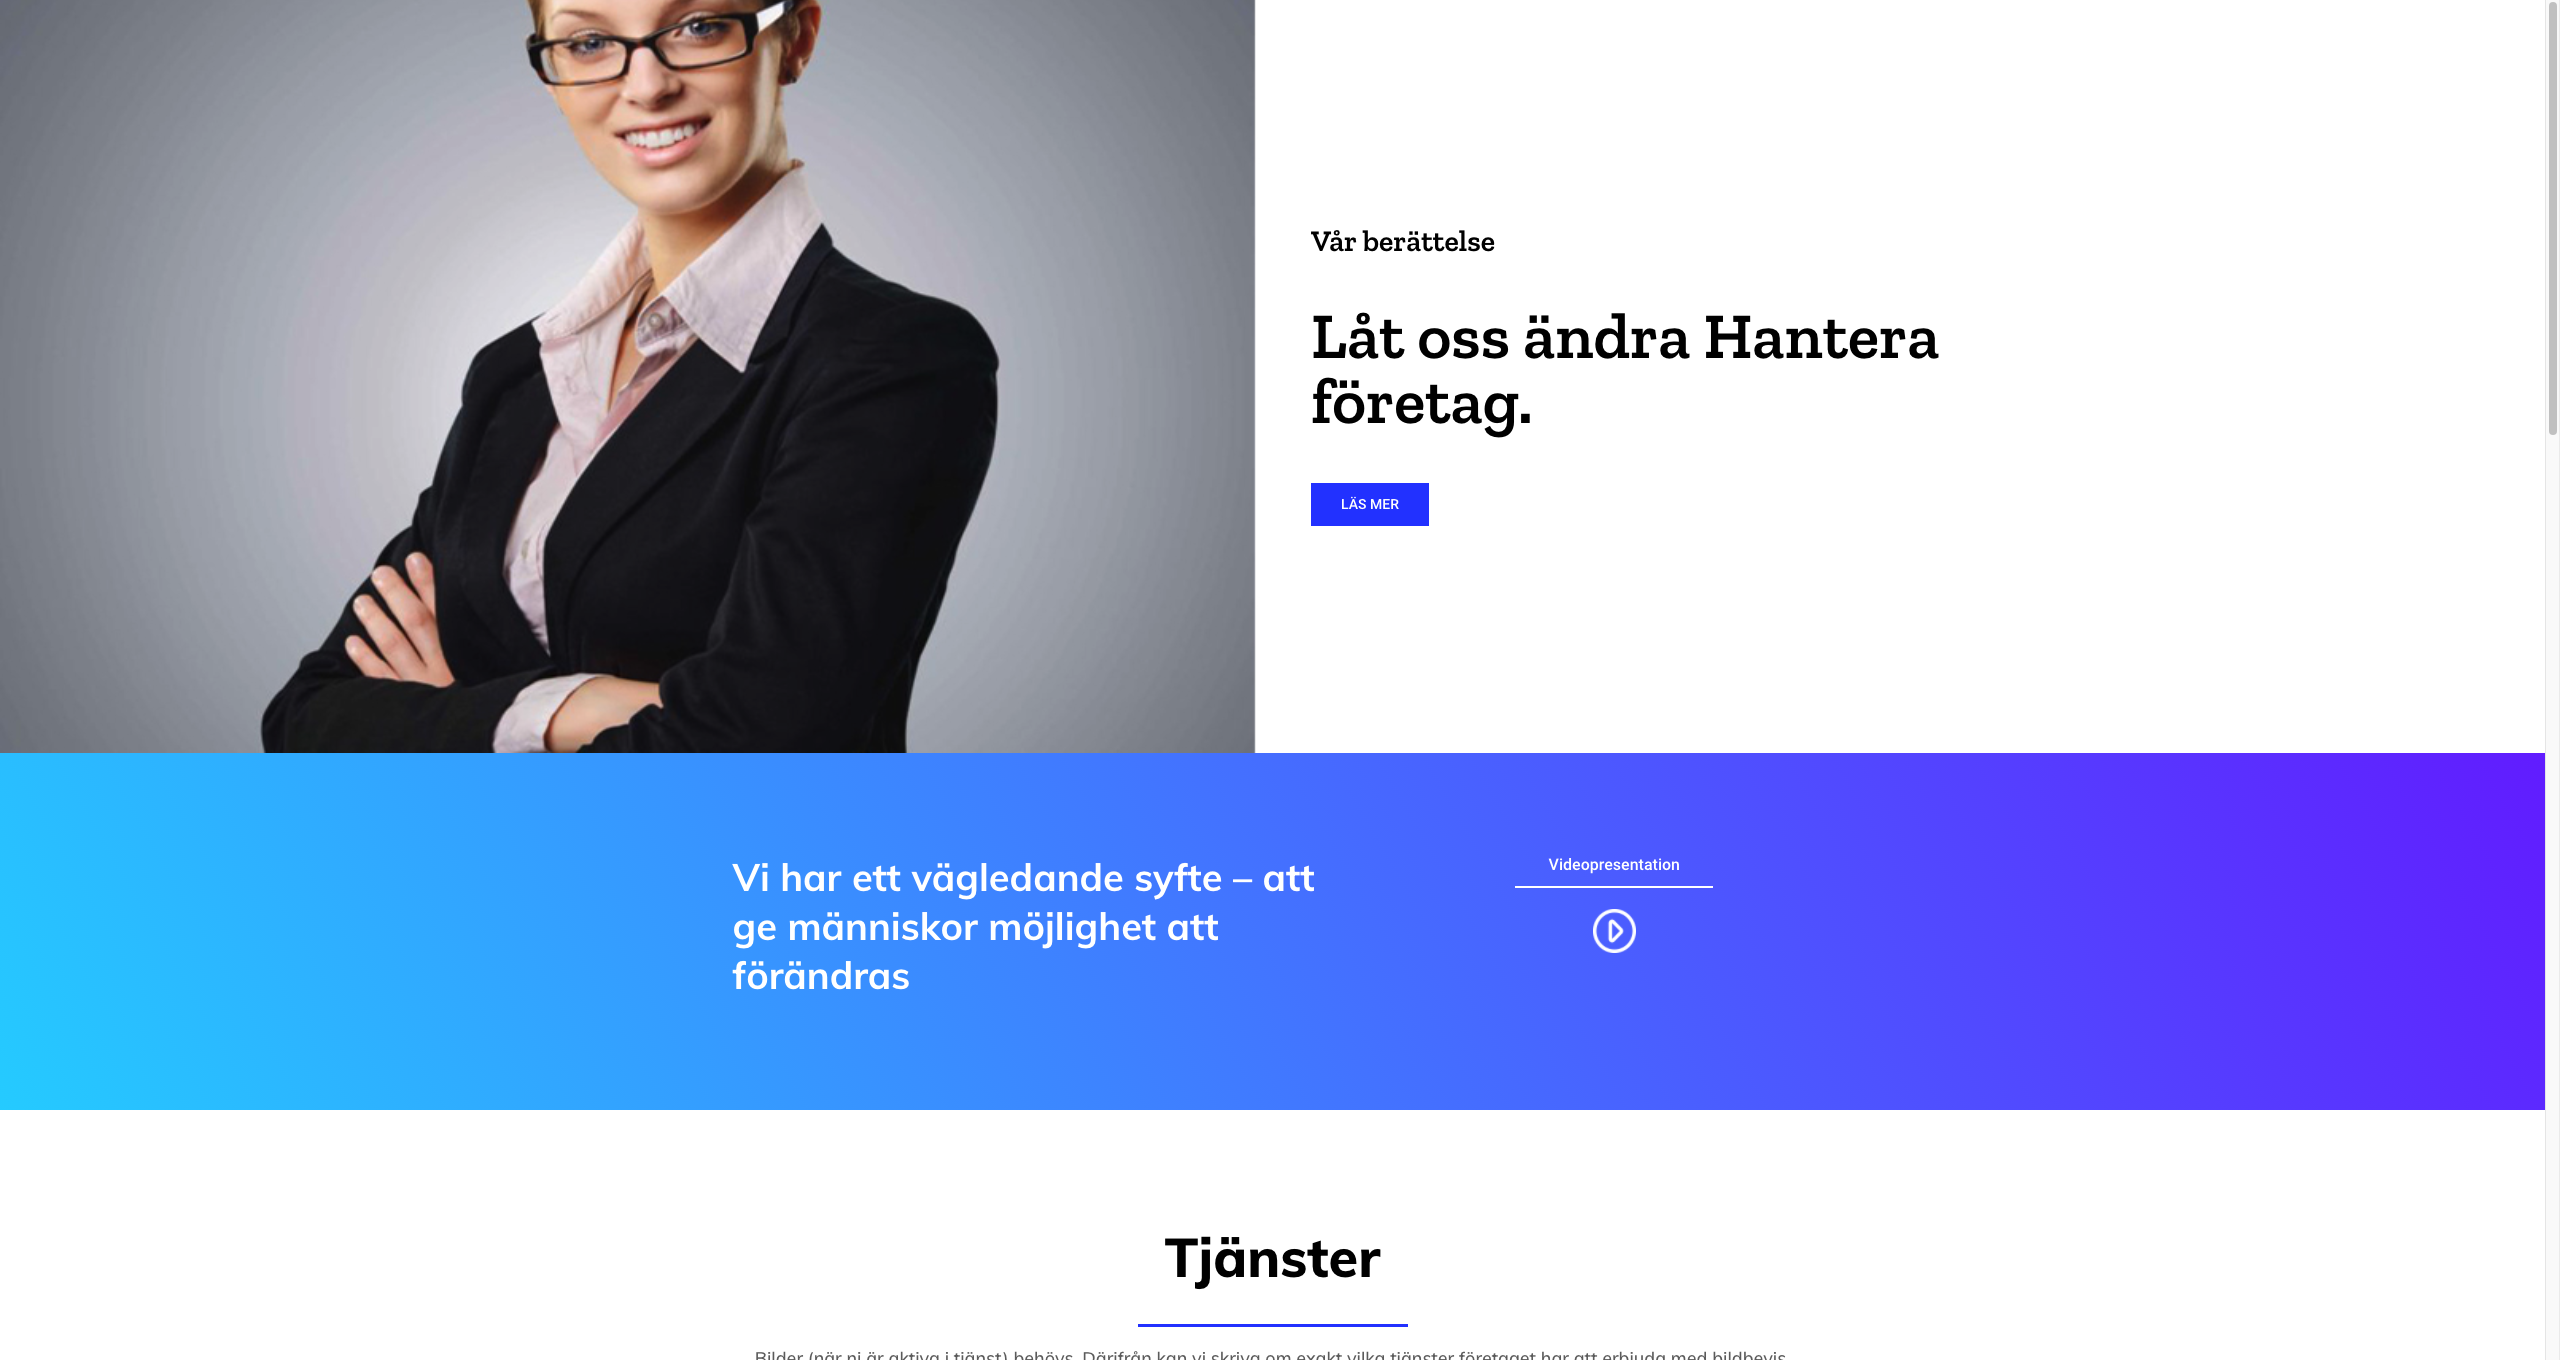 Vår berättelse
Låt oss ändra Hantera
företag.
LÄS MER
Vi har ett vägledande syfte – att
ge människor möjlighet att
förändras
Videopresentation
Tjänster
Bilder (när ni är aktiva i tjänst) behövs. Därifrån kan vi skriva om exakt vilka tjänster företaget har att erbjuda med bildbevis